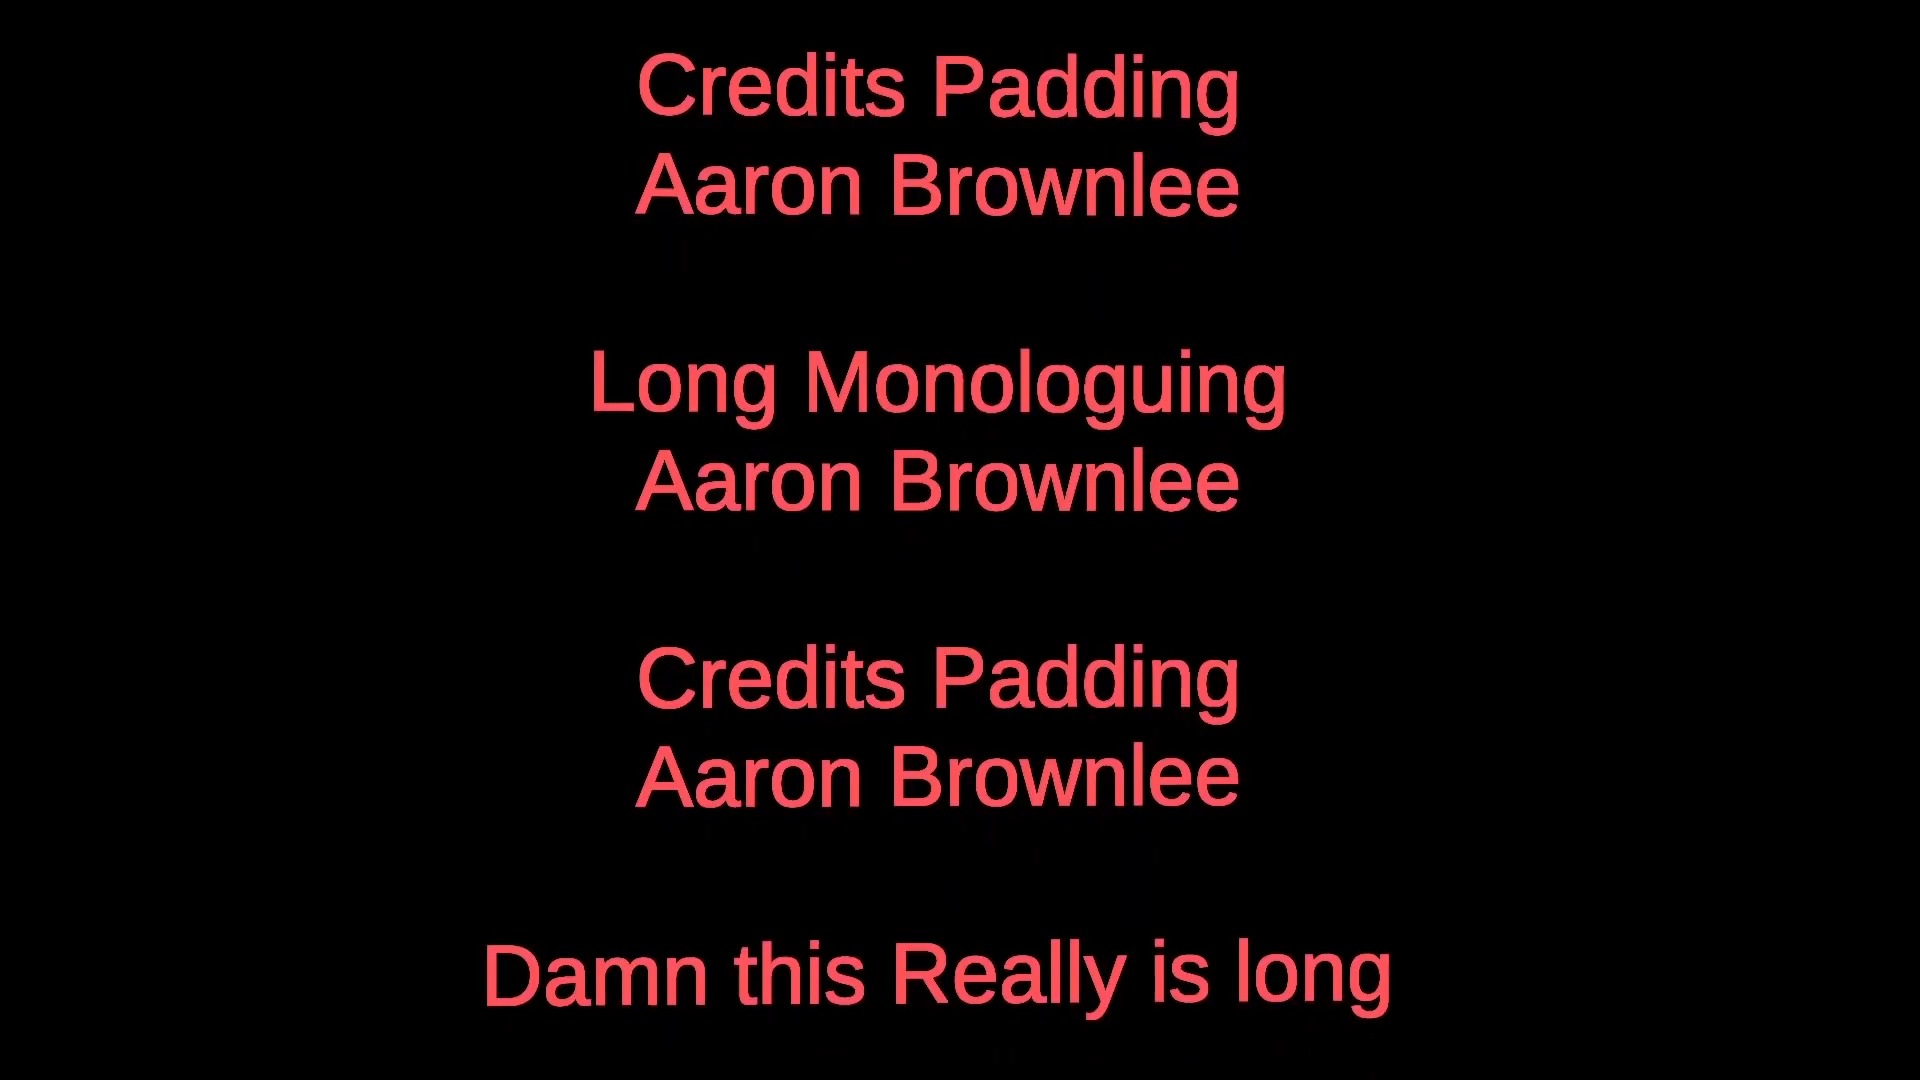 Credits Padding
Aaron Brownlee
Long Monologuing
Aaron Brownlee
Credits Padding
Aaron Brownlee
Damn this Really is long